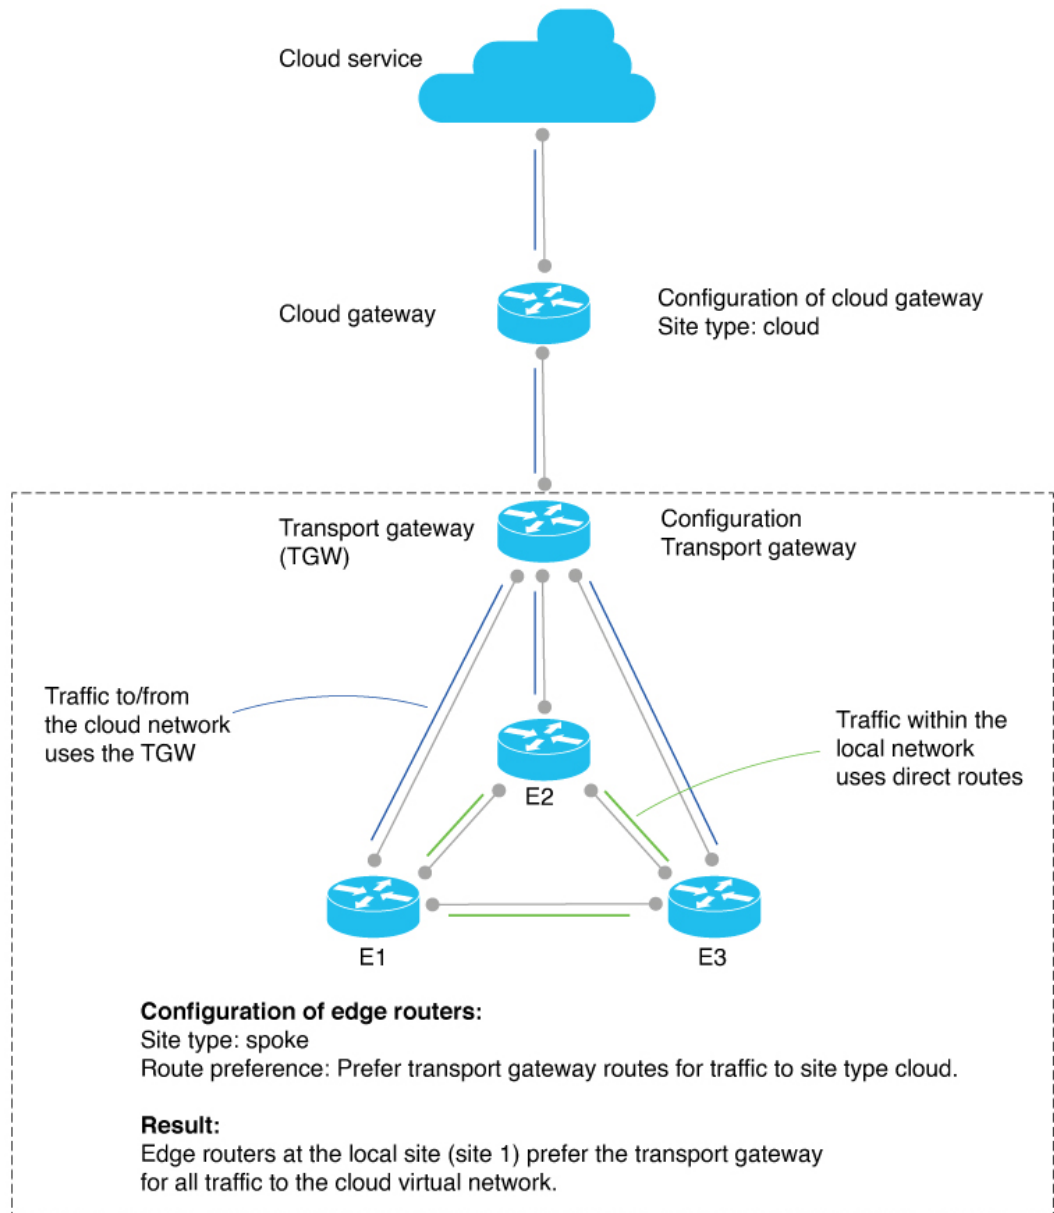 Cloud service
Cloud gateway
Configuration of cloud gateway
Site type: cloud
Transport gateway
(TGW)
Configuration
Transport gateway
Traffic to/from
the cloud network
uses the TGW
Traffic within the
local network
uses direct routes
E2
E1
E3
Configuration of edge routers:
Site type: spoke
Route preference: Prefer transport gateway routes for traffic to site type cloud.
Result:
Edge routers at the local site (site 1) prefer the transport gateway
for all traffic to the cloud virtual network.